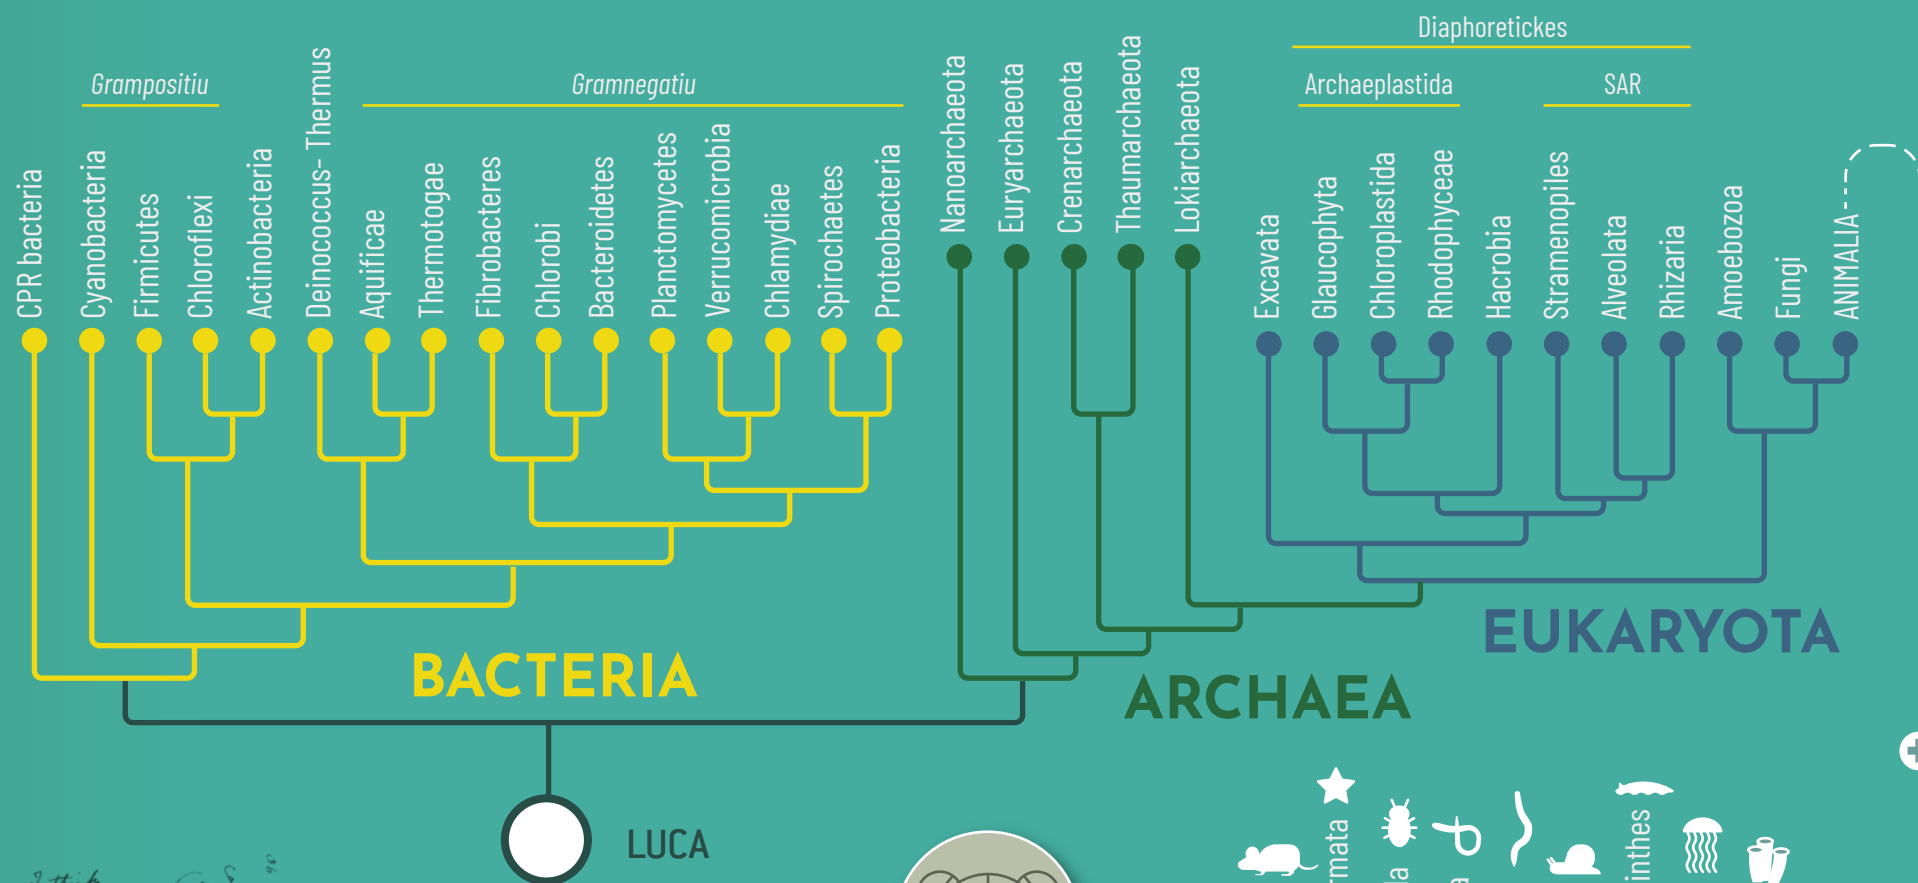 Diaphoretickes
Grampositiu
Gramnegatiu
Archaeplastida
SAR
CPR bacteria
Cyanobacteria
Firmicutes
Chloroflexi
Actinobacteria
Deinococcus- Thermus
Aquificae
Thermotogae
Fibrobacteres
Chlorobi
Bacteroidetes
Planctomycetes
Verrucomicrobia
Chlamydiae
Spirochaetes
Proteobacteria
Nanoarchaeota
Euryarchaeota
Crenarchaeota
Thaumarchaeota
Lokiarchaeota
Excavata
Glaucophyta
Chloroplastida
Rhodophyceae
Hacrobia
Stramenopiles
Alveolata
Rhizaria
Amoebozoa
Fungi
ANIMALIA
BACTERIA
ARCHAEA
EUKARYOTA
LUCA
rmata
inthes